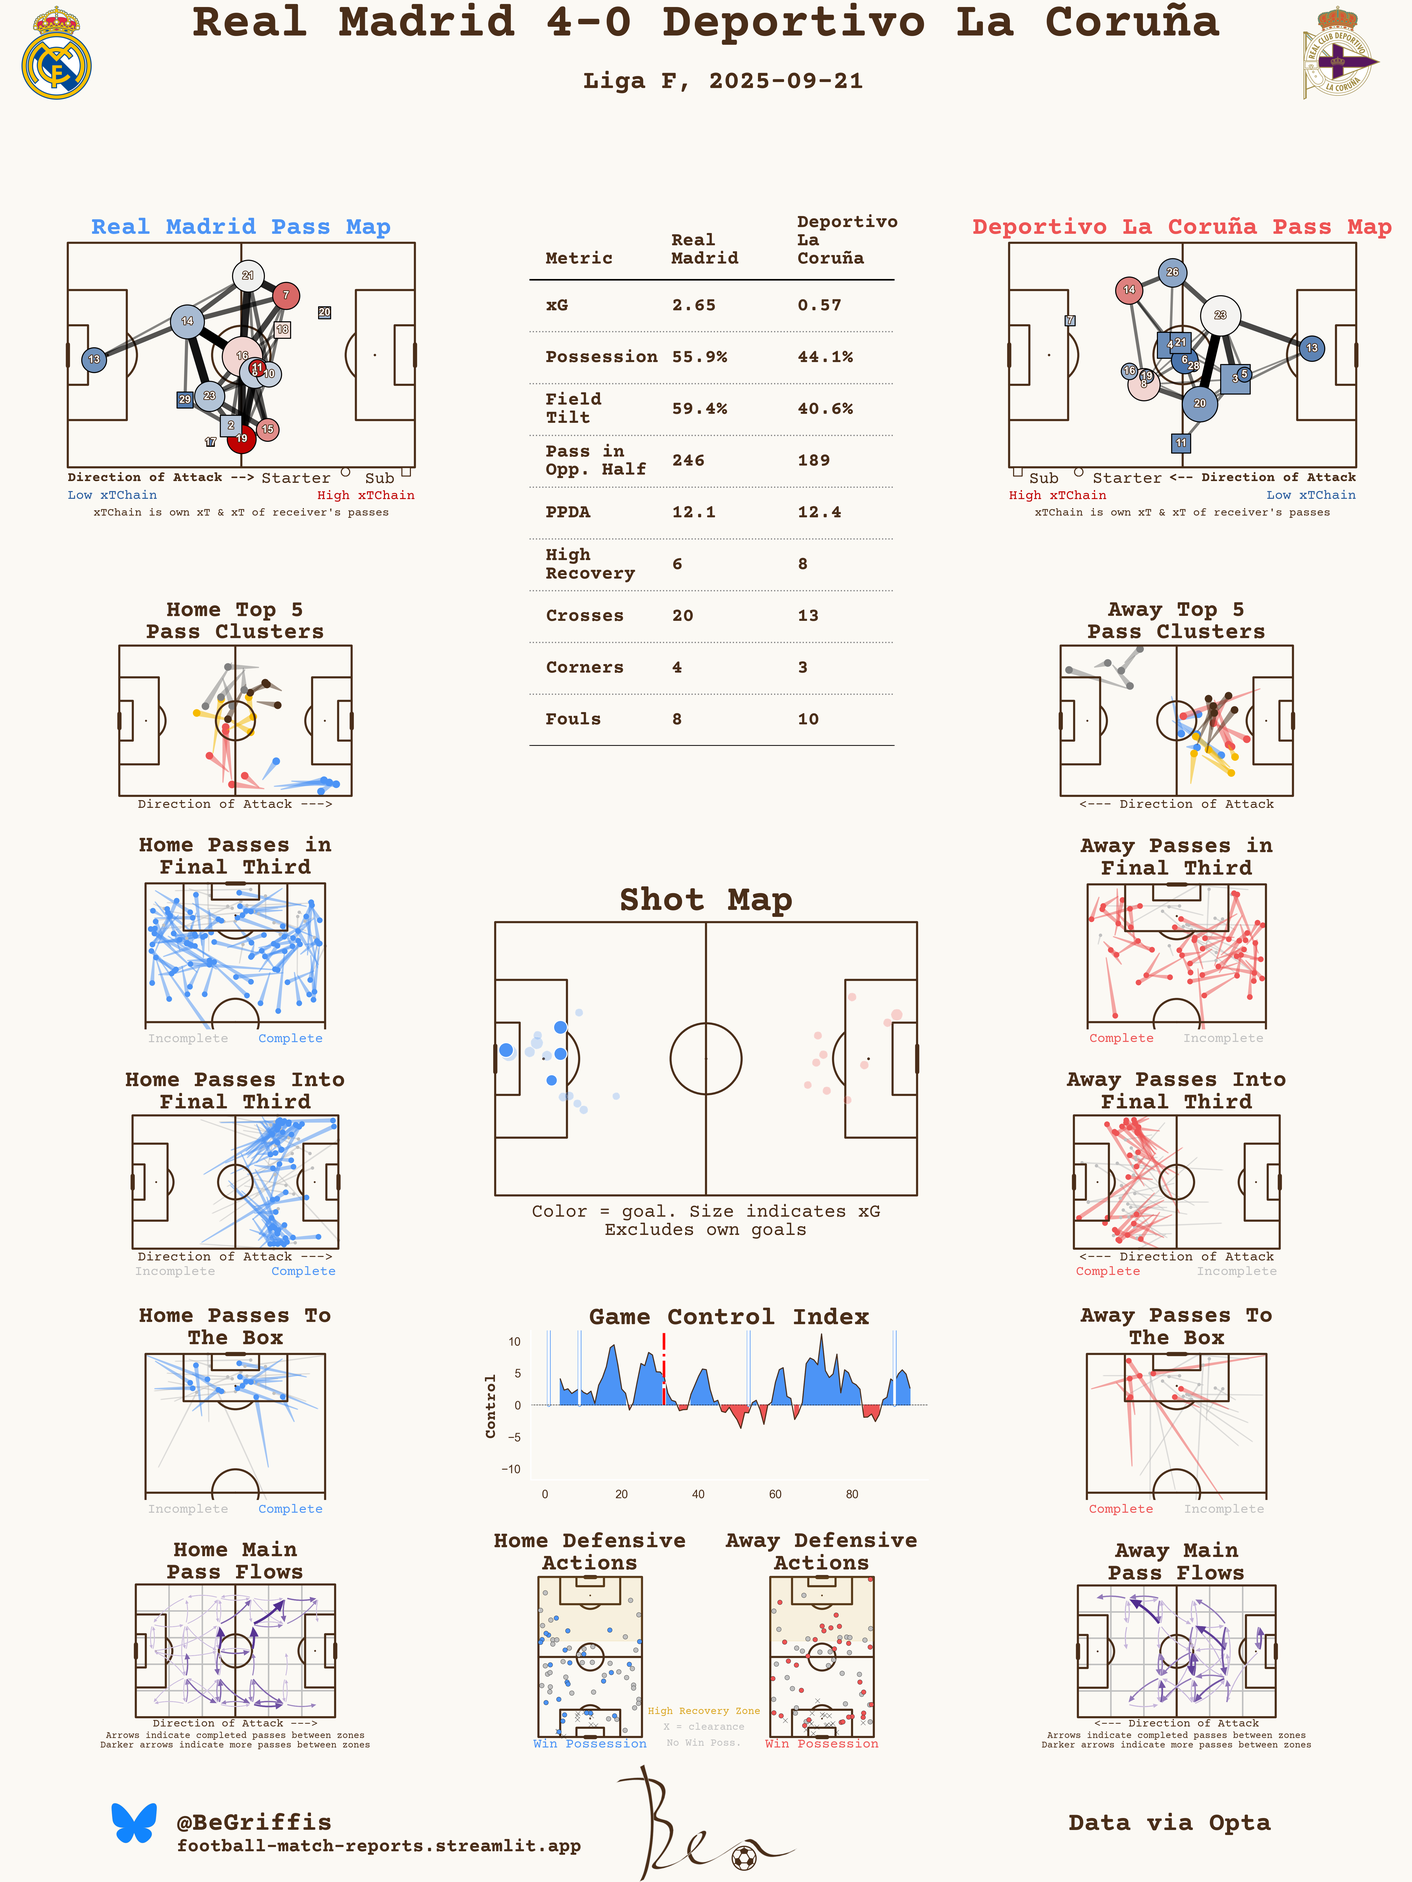 Real Madrid 4-0 Deportivo La Coruña
Liga F, 2025-09-21
REAL CLUB DEPORTIVO
LA CORUÑA
Real Madrid Pass Map
21
7
20
18
14
16
13
11
10
23
29
2
15
19
17
Direction of Attack --> Starter Sub
Low xTChain High xTChain
xTChain is own xT & xT of receiver's passes
Metric Real Madrid Deportivo La Coruña
xG 2.65 0.57
Possession 55.9% 44.1%
Field Tilt 59.4% 40.6%
Pass in Opp. Half 246 189
PPDA 12.1 12.4
High Recovery 6 8
Crosses 20 13
Corners 4 3
Fouls 8 10
Deportivo La Coruña Pass Map
26
14
23
7
4
21
13
6
28
16
19
8
3
5
20
11
Sub Starter <-- Direction of Attack
High xTChain Low xTChain
xTChain is own xT & xT of receiver's passes
Home Top 5
Pass Clusters
Direction of Attack --->
Away Top 5
Pass Clusters
<--- Direction of Attack
Home Passes in
Final Third
Incomplete Complete
Away Passes in
Final Third
Complete Incomplete
Shot Map
Color = goal. Size indicates xG
Excludes own goals
Home Passes Into
Final Third
Direction of Attack --->
Incomplete Complete
Away Passes Into
Final Third
<--- Direction of Attack
Complete Incomplete
Home Passes To
The Box
Incomplete Complete
Game Control Index
Control
10
5
0
−5
−10
0 20 40 60 80
Away Passes To
The Box
Complete Incomplete
Home Main
Pass Flows
Direction of Attack --->
Arrows indicate completed passes between zones
Darker arrows indicate more passes between zones
Home Defensive
Actions
Win Possession
High Recovery Zone
X = clearance
No Win Poss.
Away Defensive
Actions
Win Possession
Away Main
Pass Flows
<--- Direction of Attack
Arrows indicate completed passes between zones
Darker arrows indicate more passes between zones
@BeGriffis
football-match-reports.streamlit.app
Ben
Data via Opta